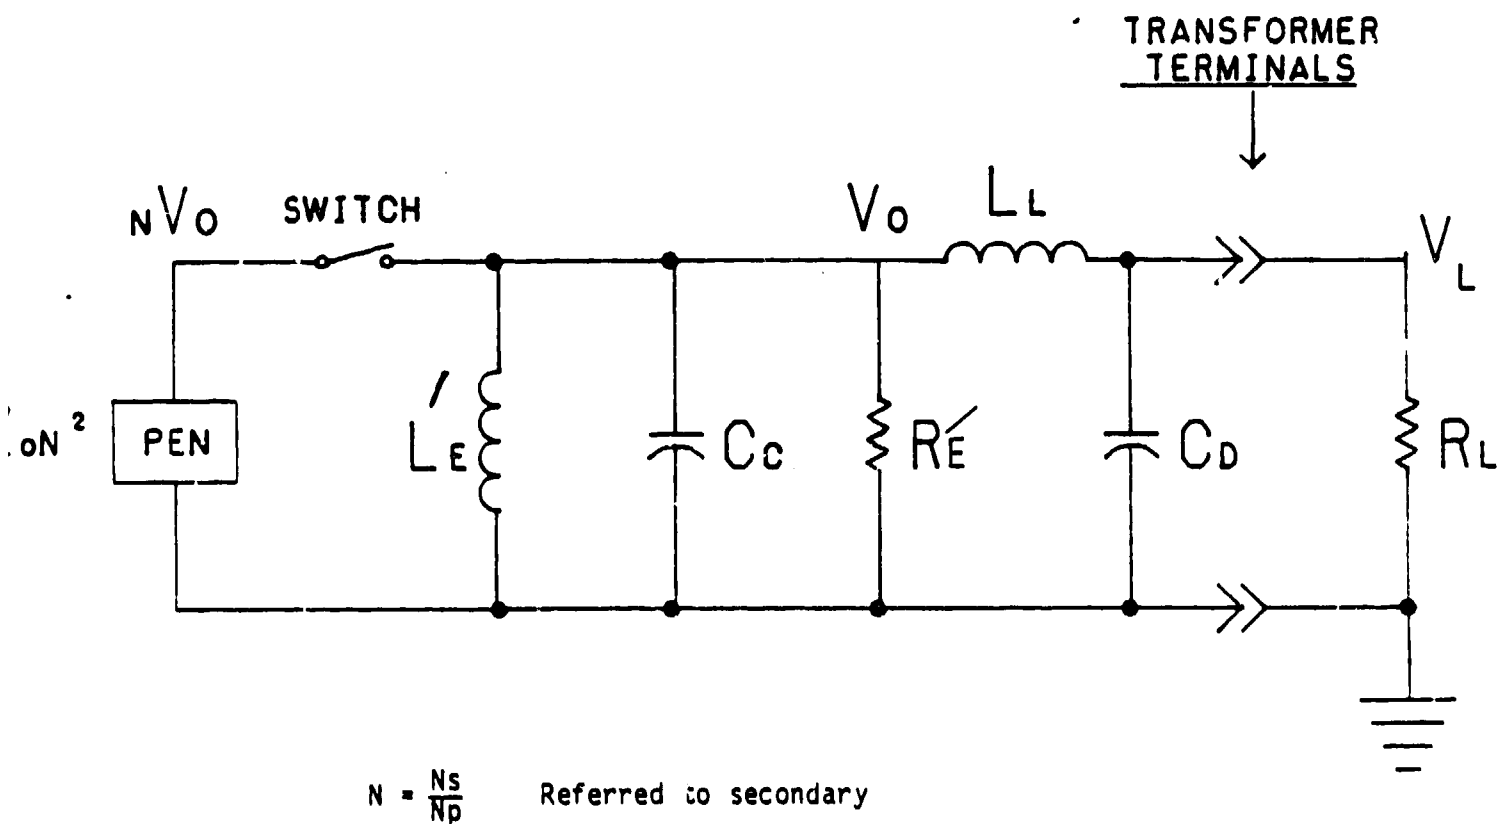 TRANSFORMER
TERMINALS
NVO
SWITCH
VO
LL
VL
oN²
PEN
L'E
CC
R'E
CD
RL
N = Ns/Np
Referred to secondary